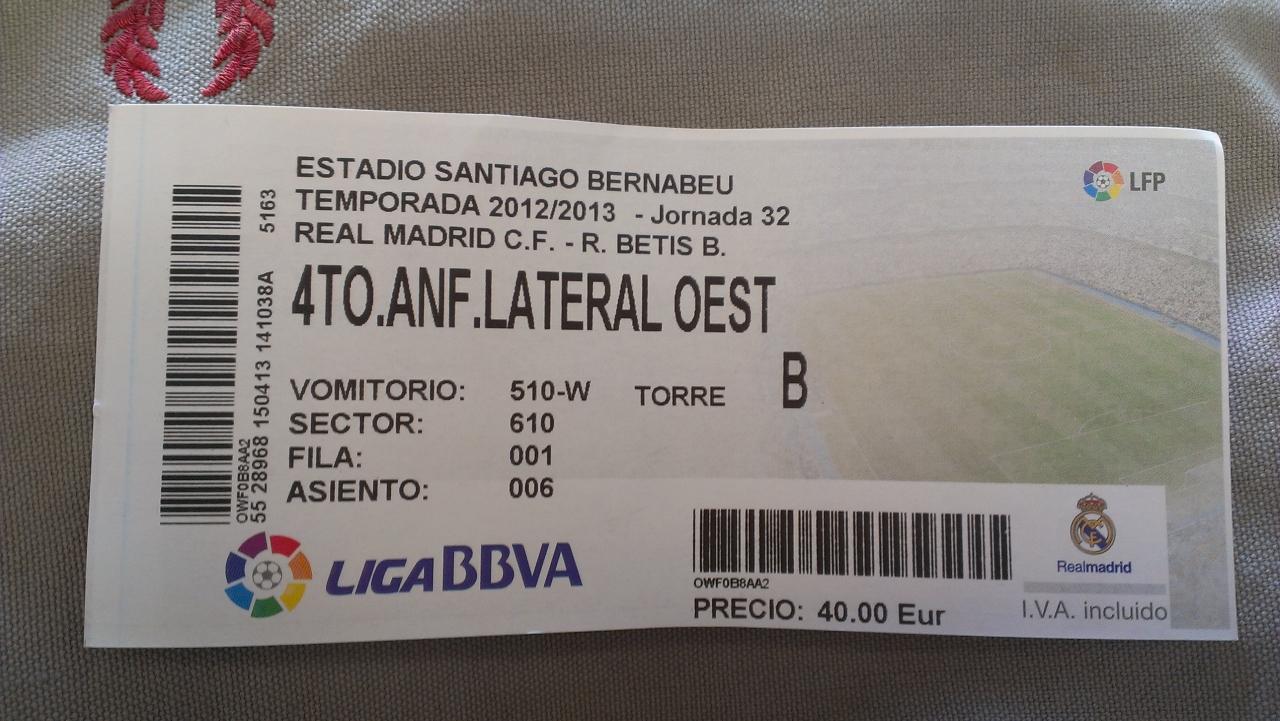 ESTADIO SANTIAGO BERNABEU
TEMPORADA 2012/2013 - Jornada 32
REAL MADRID C.F. - R. BETIS B.
4TO.ANF.LATERAL OEST
B
VOMITORIO: 510-W TORRE
SECTOR: 610
FILA: 001
ASIENTO: 006
LFP
5163
55 28968 150413 141038A
OWF0B8AA2
LIGA BBVA
OWF0B8AA2
PRECIO: 40.00 Eur
Realmadrid
I.V.A. incluido